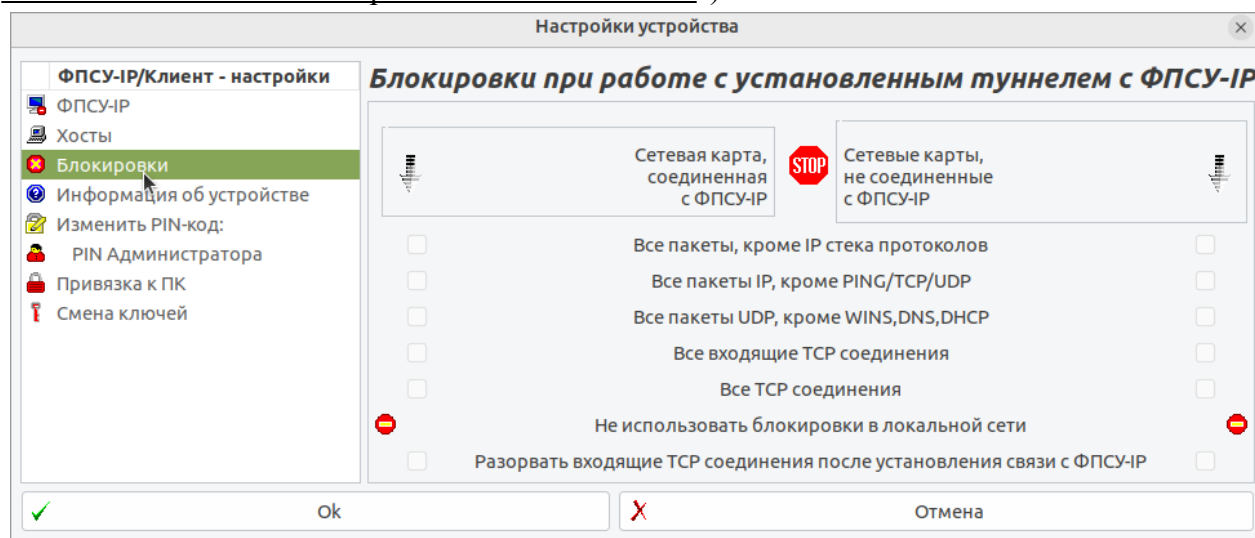 Настройки устройства
ФПСУ-IP/Клиент - настройки
ФПСУ-IP
Хосты
Блокировки
Информация об устройстве
Изменить PIN-код:
PIN Администратора
Привязка к ПК
Смена ключей
Блокировки при работе с установленным туннелем с ФПСУ-IP
Сетевая карта,
соединенная
с ФПСУ-IP
STOP
Сетевые карты,
не соединенные
с ФПСУ-IP
Все пакеты, кроме IP стека протоколов
Все пакеты IP, кроме PING/TCP/UDP
Все пакеты UDP, кроме WINS,DNS,DHCP
Все входящие TCP соединения
Все TCP соединения
Не использовать блокировки в локальной сети
Разорвать входящие TCP соединения после установления связи с ФПСУ-IP
Ok
Отмена